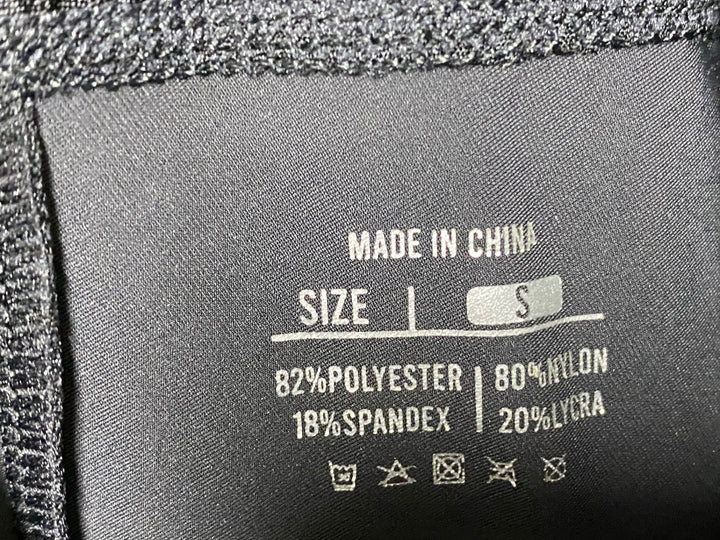 MADE IN CHINA
SIZE | S
82%POLYESTER | 80%NYLON
18%SPANDEX | 20%LYCRA